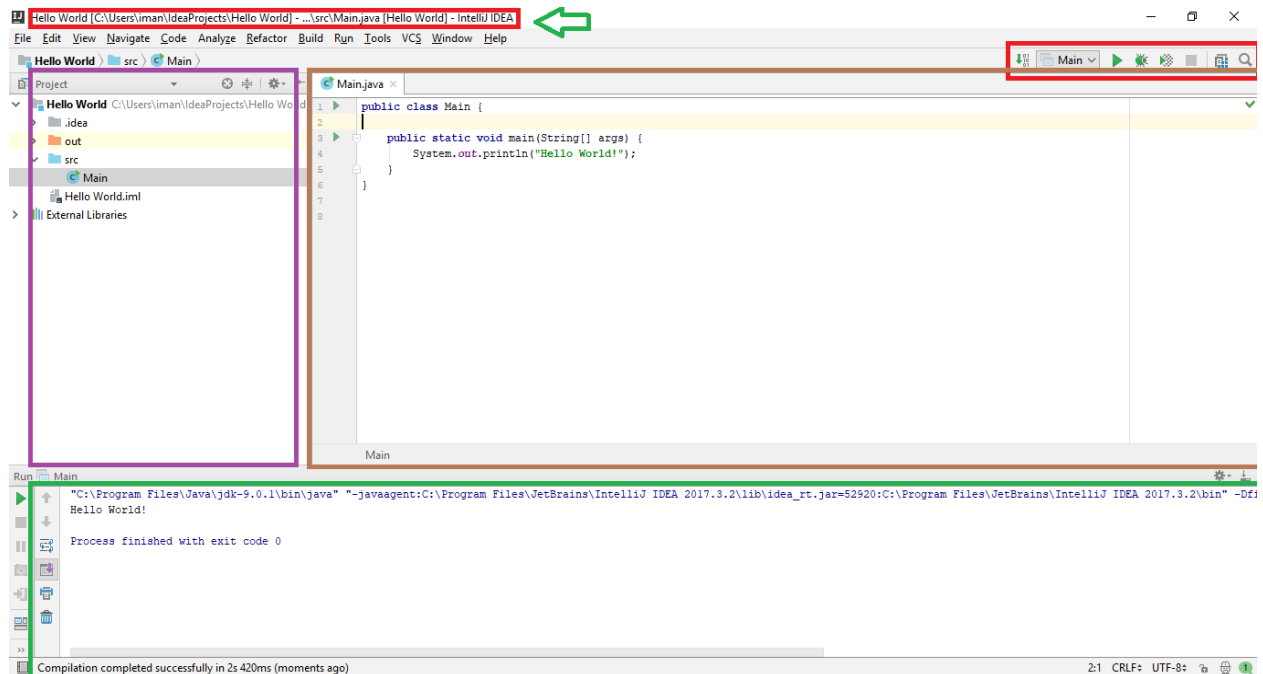 Hello World [C:\Users\iman\IdeaProjects\Hello World] - ...\src\Main.java [Hello World] - IntelliJ IDEA
File Edit View Navigate Code Analyze Refactor Build Run Tools VCS Window Help
Hello World src Main
Main
Project
Main.java
Hello World C:\Users\iman\IdeaProjects\Hello Wo
.idea
out
src
Main
Hello World.iml
External Libraries
1 public class Main {
2
3 public static void main(String[] args) {
4 System.out.println("Hello World!");
5 }
6 }
7
8
Main
Run Main
"C:\Program Files\Java\jdk-9.0.1\bin\java" "-javaagent:C:\Program Files\JetBrains\IntelliJ IDEA 2017.3.2\lib\idea_rt.jar=52920:C:\Program Files\JetBrains\IntelliJ IDEA 2017.3.2\bin" -Dfi
Hello World!
Process finished with exit code 0
Compilation completed successfully in 2s 420ms (moments ago)
2:1 CRLF UTF-8 1